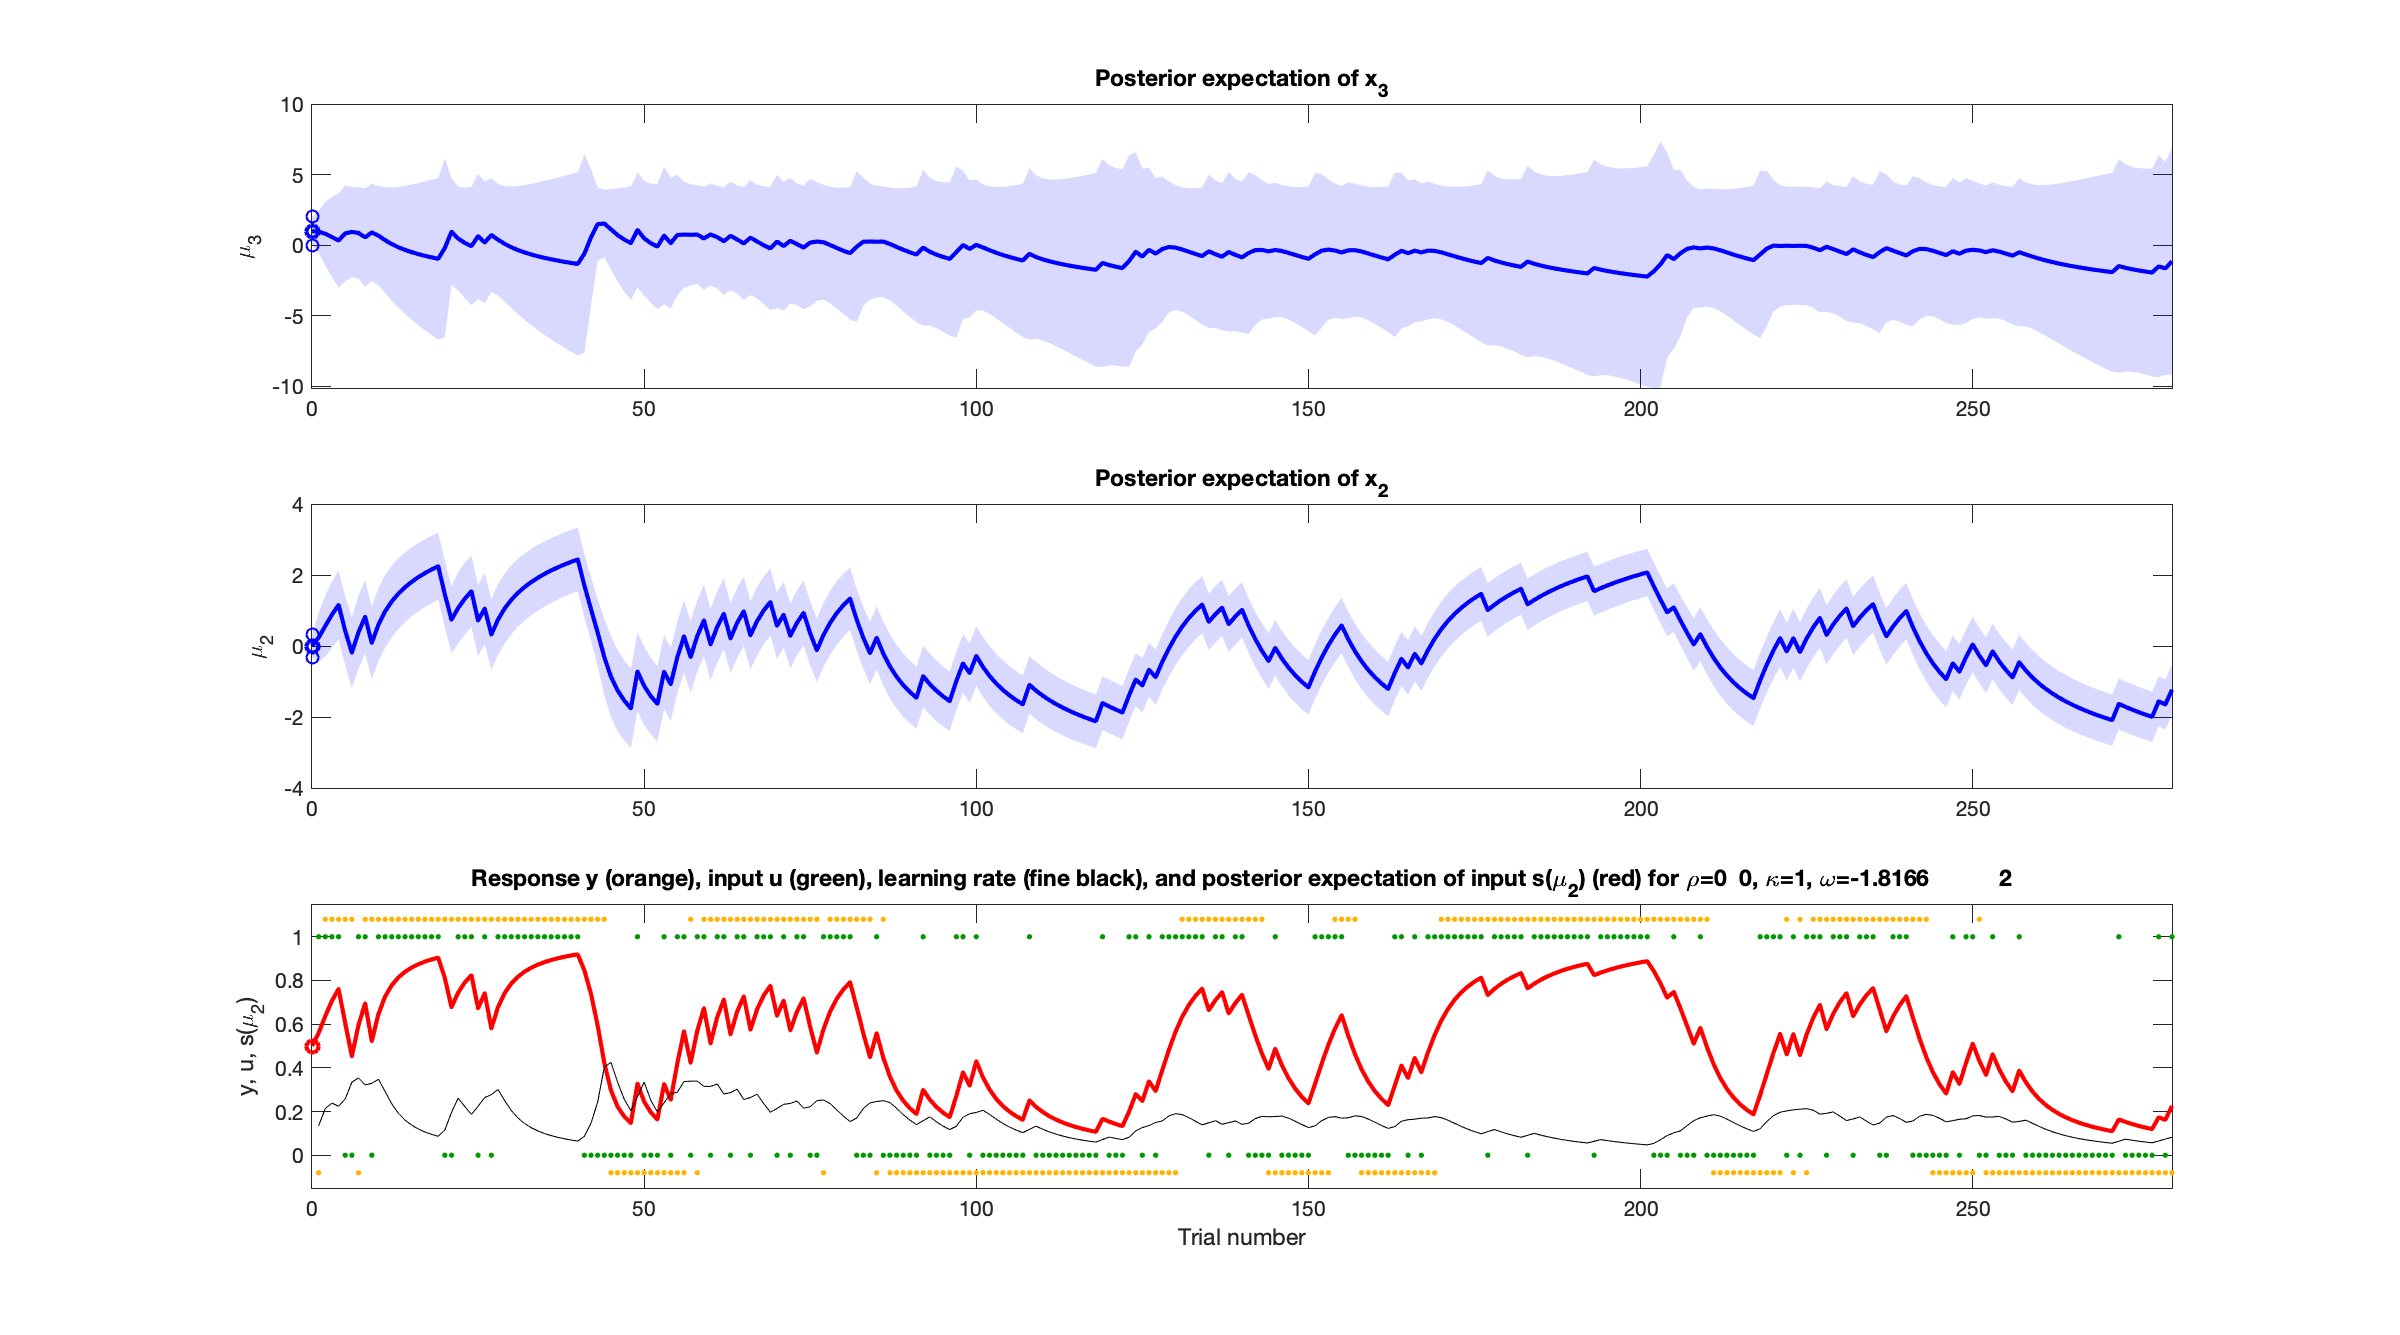 Posterior expectation of x3
10
5
0
-5
-10
μ3
0 50 100 150 200 250
Posterior expectation of x2
4
2
0
-2
-4
μ2
0 50 100 150 200 250
Response y (orange), input u (green), learning rate (fine black), and posterior expectation of input s(μ2) (red) for ρ=0 0, κ=1, ω=-1.8166 2
1
0.8
0.6
0.4
0.2
0
y, u, s(μ2)
0 50 100 150 200 250
Trial number